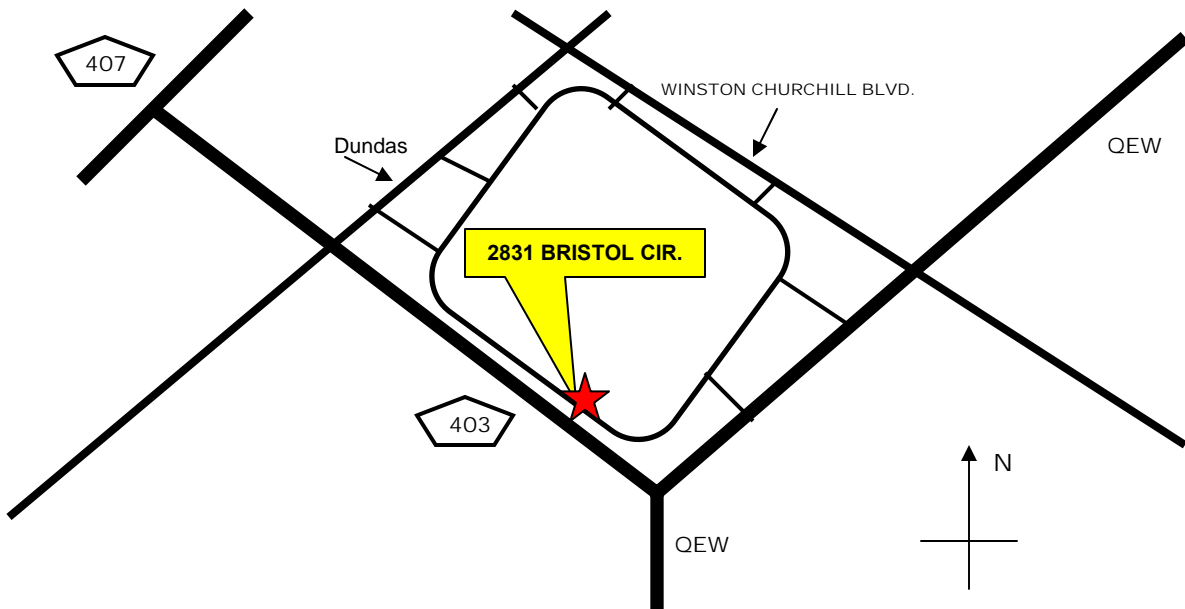 407
WINSTON CHURCHILL BLVD.
QEW
Dundas
2831 BRISTOL CIR.
403
N
QEW